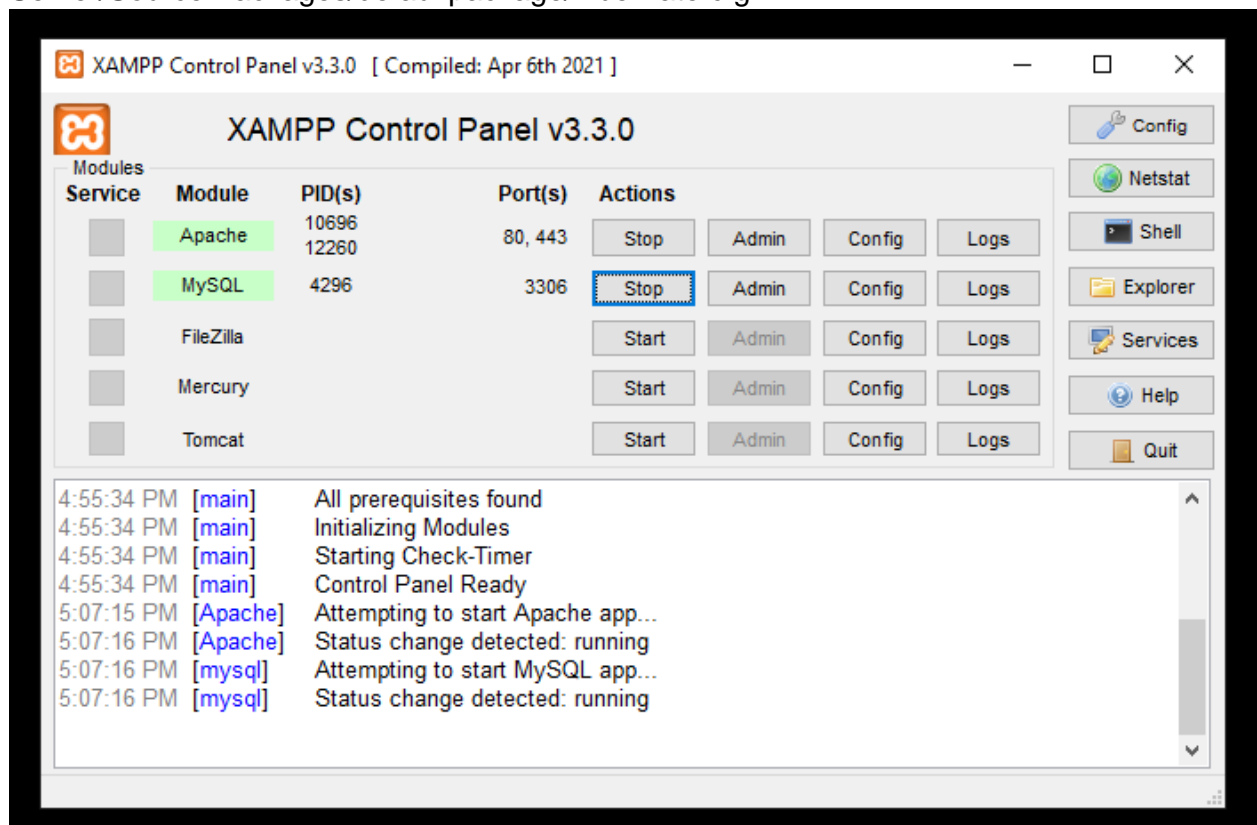 XAMPP Control Panel v3.3.0 [ Compiled: Apr 6th 2021 ]
XAMPP Control Panel v3.3.0
Config
Modules
Netstat
Service Module PID(s) Port(s) Actions
Apache 10696 12260 80, 443 Stop Admin Config Logs
Shell
MySQL 4296 3306 Stop Admin Config Logs
Explorer
FileZilla Start Admin Config Logs
Services
Mercury Start Admin Config Logs
Help
Tomcat Start Admin Config Logs
Quit
4:55:34 PM [main] All prerequisites found
4:55:34 PM [main] Initializing Modules
4:55:34 PM [main] Starting Check-Timer
4:55:34 PM [main] Control Panel Ready
5:07:15 PM [Apache] Attempting to start Apache app...
5:07:16 PM [Apache] Status change detected: running
5:07:16 PM [mysql] Attempting to start MySQL app...
5:07:16 PM [mysql] Status change detected: running